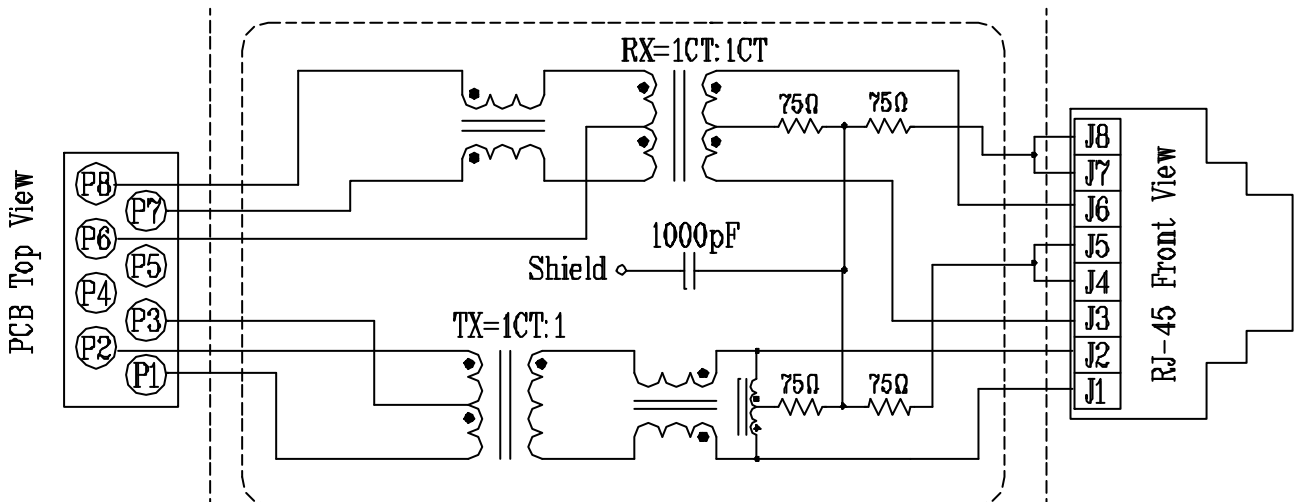 RX=1CT:1CT
75Ω
75Ω
PCB Top View
P8
P7
P6
P5
P4
P3
P2
P1
1000pF
Shield
TX=1CT:1
75Ω
75Ω
J8
J7
J6
J5
J4
J3
J2
J1
RJ-45 Front View